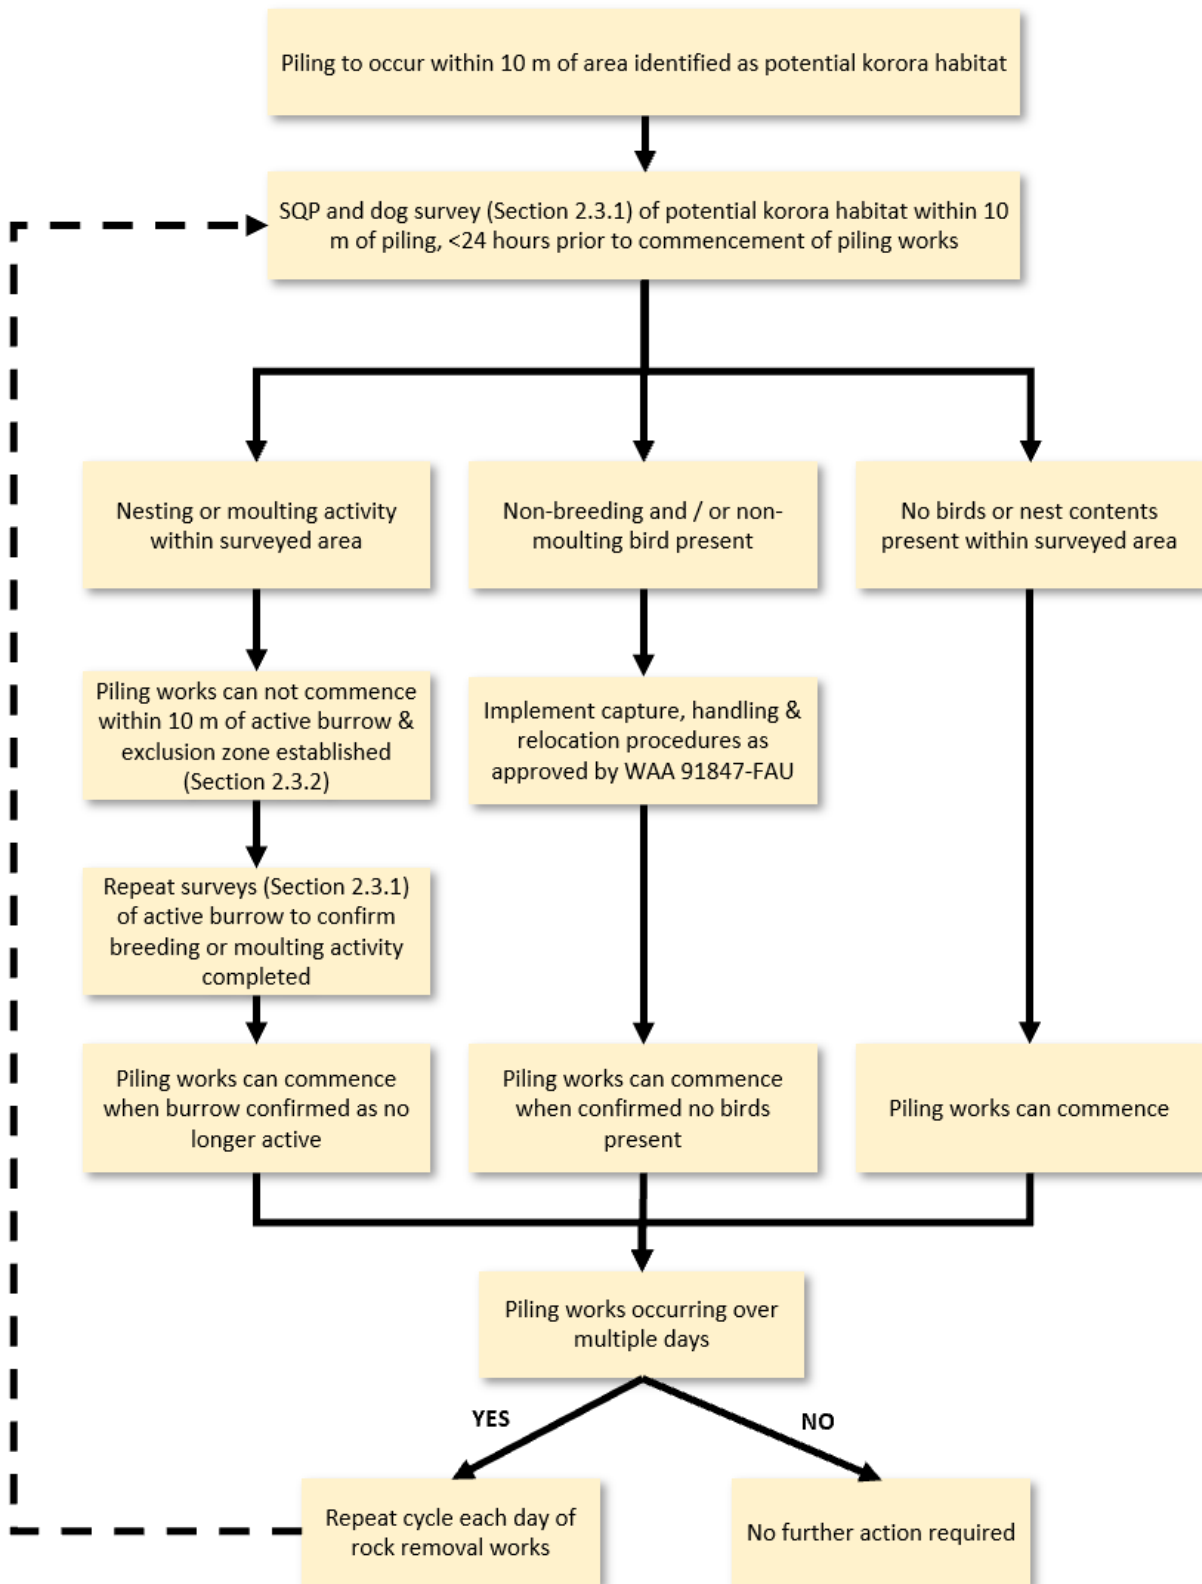 Piling to occur within 10 m of area identified as potential korora habitat
SQP and dog survey (Section 2.3.1) of potential korora habitat within 10
m of piling, <24 hours prior to commencement of piling works
Nesting or moulting activity
within surveyed area
Non-breeding and / or non-
moulting bird present
No birds or nest contents
present within surveyed area
Piling works can not commence
within 10 m of active burrow &
exclusion zone established
(Section 2.3.2)
Implement capture, handling &
relocation procedures as
approved by WAA 91847-FAU
Repeat surveys (Section 2.3.1)
of active burrow to confirm
breeding or moulting activity
completed
Piling works can commence
when burrow confirmed as no
longer active
Piling works can commence
when confirmed no birds
present
Piling works can commence
Piling works occurring over
multiple days
YES
NO
Repeat cycle each day of
rock removal works
No further action required